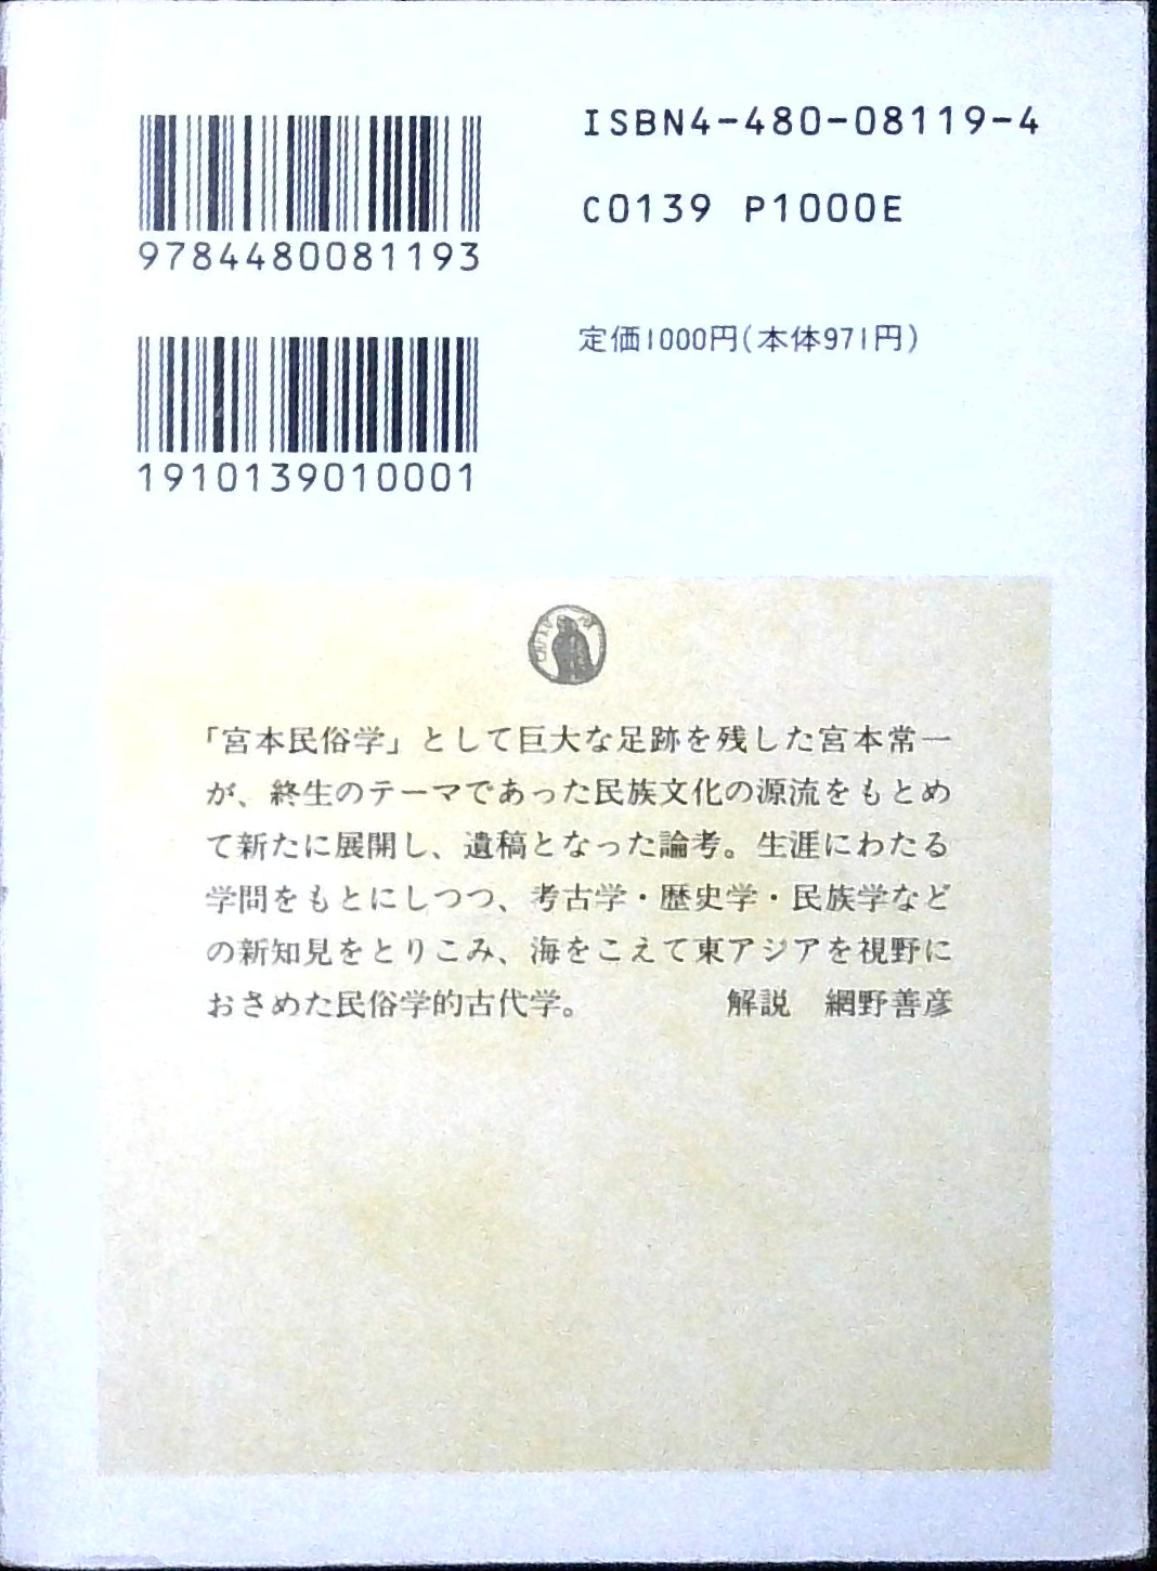 ISBN4-480-08119-4
C0139 P1000E
9784480081193
定価1000円(本体971円)
1910139010001
「宮本民俗学」として巨大な足跡を残した宮本常一
が、終生のテーマであった民族文化の源流をもとめ
て新たに展開し、遺稿となった論考。生涯にわたる
学問をもとにしつつ、考古学・歴史学・民族学など
の新知見をとりこみ、海をこえて東アジアを視野に
おさめた民俗学的古代学。 解説 網野善彦